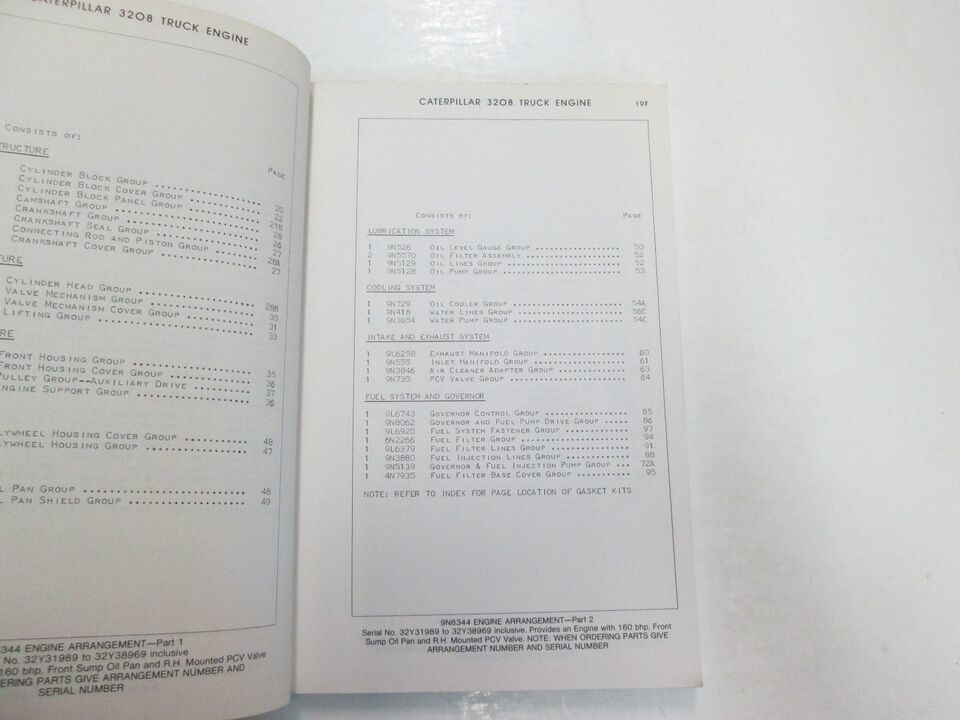 CATERPILLAR 3208 TRUCK ENGINE
CONSISTS OF:
PAGE
CYLINDER BLOCK GROUP 20
CYLINDER BLOCK COVER GROUP 22
CYLINDER BLOCK PANEL GROUP 21B
CAMSHAFT GROUP 28
CRANKSHAFT GROUP 26
CRANKSHAFT SEAL GROUP 27
CONNECTING ROD AND PISTON GROUP 28A
CRANKSHAFT COVER GROUP 27
CYLINDER HEAD GROUP 28B
VALVE MECHANISM GROUP 30
VALVE MECHANISM COVER GROUP 31
LIFTING GROUP 33
FRONT HOUSING GROUP 35
FRONT HOUSING COVER GROUP 36
PULLEY GROUP--AUXILIARY DRIVE 37
ENGINE SUPPORT GROUP 36
LYWHEEL HOUSING COVER GROUP 48
LYWHEEL HOUSING GROUP 47
L PAN GROUP 48
L PAN SHIELD GROUP 49
344 ENGINE ARRANGEMENT—Part 1
No. 32Y31989 to 32Y38969 inclusive
160 bhp, Front Sump Oil Pan and R.H. Mounted PCV Valve
ERING PARTS GIVE ARRANGEMENT NUMBER AND
SERIAL NUMBER
CATERPILLAR 3208 TRUCK ENGINE 19F
CONSISTS OF: PAGE
LUBRICATION SYSTEM
1 9N526 OIL LEVEL GAUGE GROUP 50
2 9N5570 OIL FILTER ASSEMBLY 52
1 9N5129 OIL LINES GROUP 52
1 9N5128 OIL PUMP GROUP 53
COOLING SYSTEM
1 9N729 OIL COOLER GROUP 54A
1 9N418 WATER LINES GROUP 56C
1 9N3654 WATER PUMP GROUP 54C
INTAKE AND EXHAUST SYSTEM
1 9L6258 EXHAUST MANIFOLD GROUP 60
1 9N555 INLET MANIFOLD GROUP 61
1 9N3846 AIR CLEANER ADAPTER GROUP 63
1 9N735 PCV VALVE GROUP 64
FUEL SYSTEM AND GOVERNOR
1 9L6743 GOVERNOR CONTROL GROUP 85
1 9N8062 GOVERNOR AND FUEL PUMP DRIVE GROUP 86
1 9L6925 FUEL SYSTEM FASTENER GROUP 97
1 6N2266 FUEL FILTER GROUP 94
1 9L6379 FUEL FILTER LINES GROUP 91
1 9N3880 FUEL INJECTION LINES GROUP 88
1 9N5139 GOVERNOR & FUEL INJECTION PUMP GROUP 72A
1 4N7935 FUEL FILTER BASE COVER GROUP 95
NOTE: REFER TO INDEX FOR PAGE LOCATION OF GASKET KITS
9N6344 ENGINE ARRANGEMENT—Part 2
Serial No. 32Y31989 to 32Y38969 inclusive. Provides an Engine with 160 bhp, Front
Sump Oil Pan and R.H. Mounted PCV Valve. NOTE: WHEN ORDERING PARTS GIVE
ARRANGEMENT NUMBER AND SERIAL NUMBER